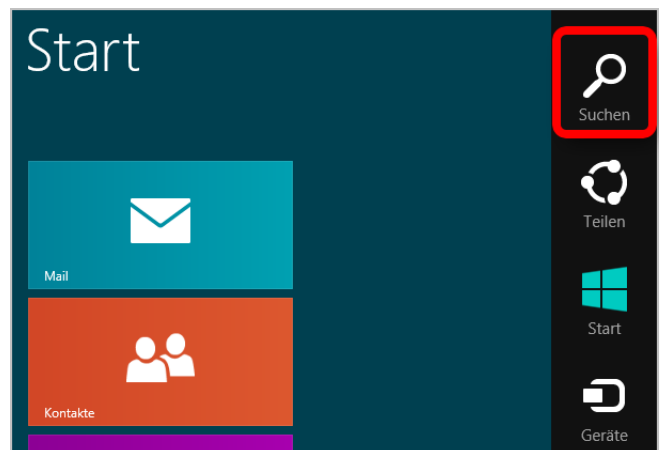 Start
Suchen
Teilen
Mail
Start
Kontakte
Geräte